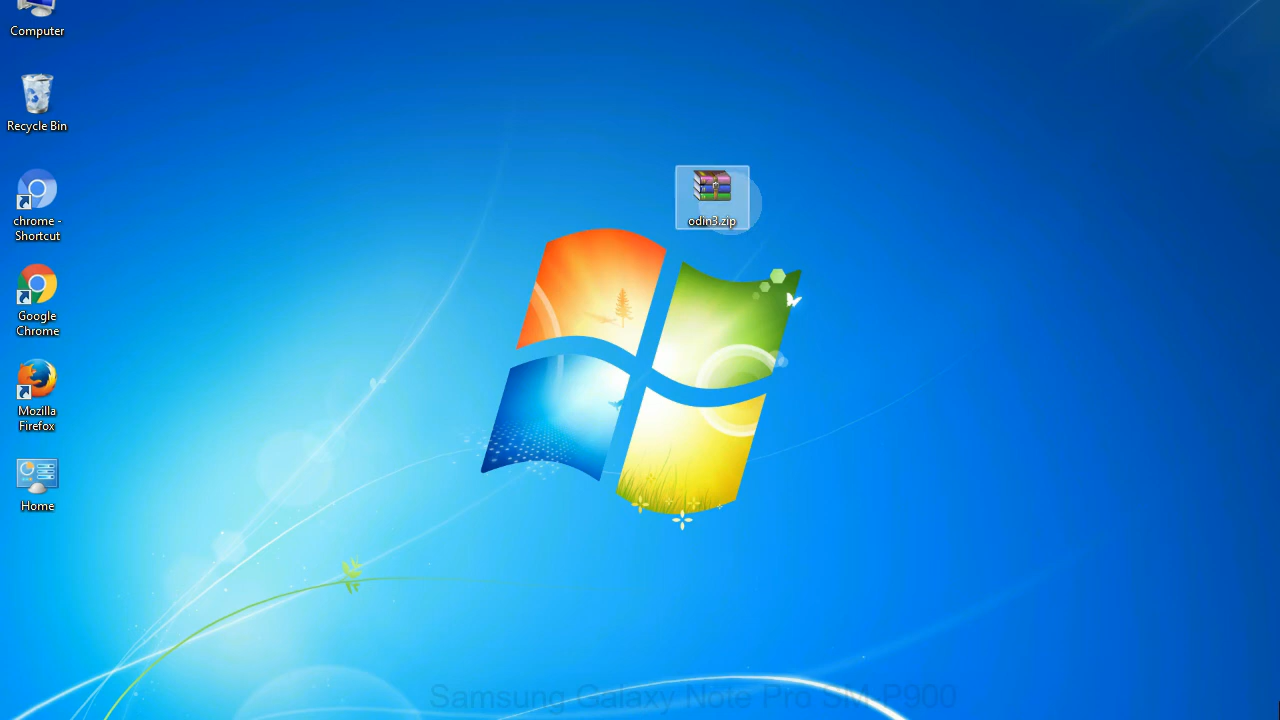 Computer
Recycle Bin
chrome -
Shortcut
Google
Chrome
Mozilla
Firefox
Home
odin3.zip
Samsung Galaxy Note Pro SM-P900